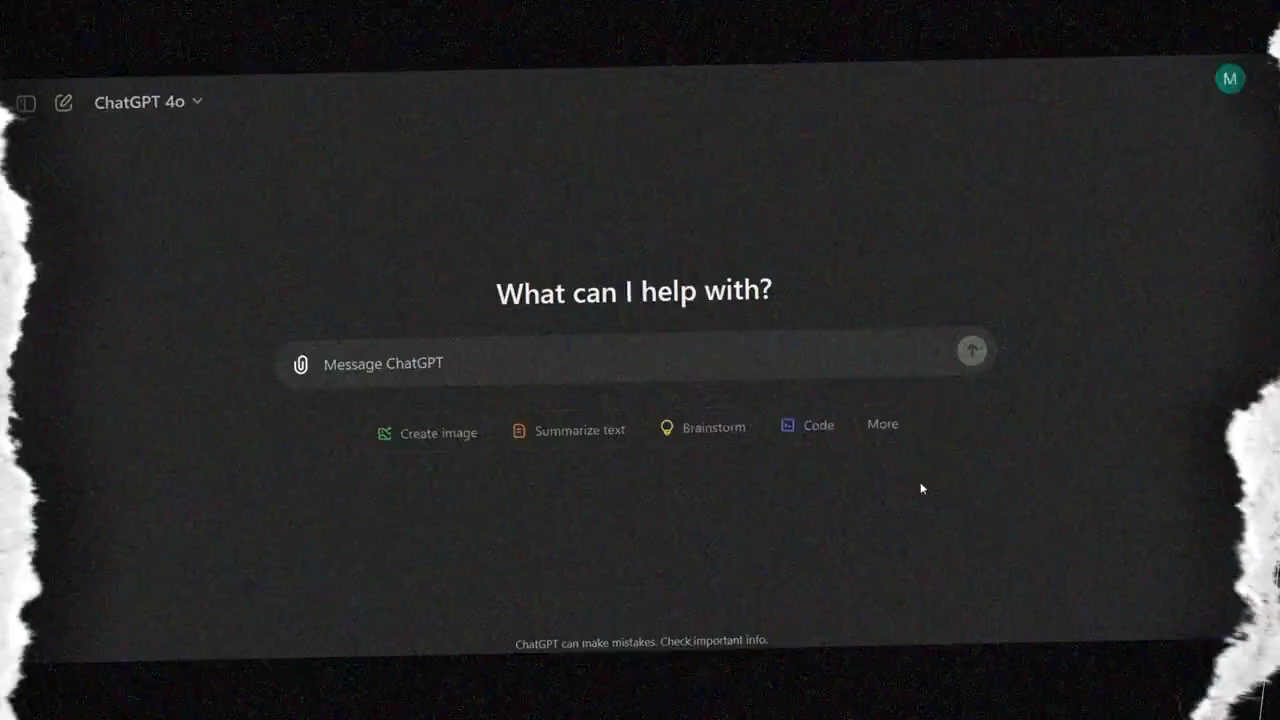 ChatGPT 4o
M
What can I help with?
Message ChatGPT
Create image Summarize text Brainstorm Code More
ChatGPT can make mistakes. Check important info.